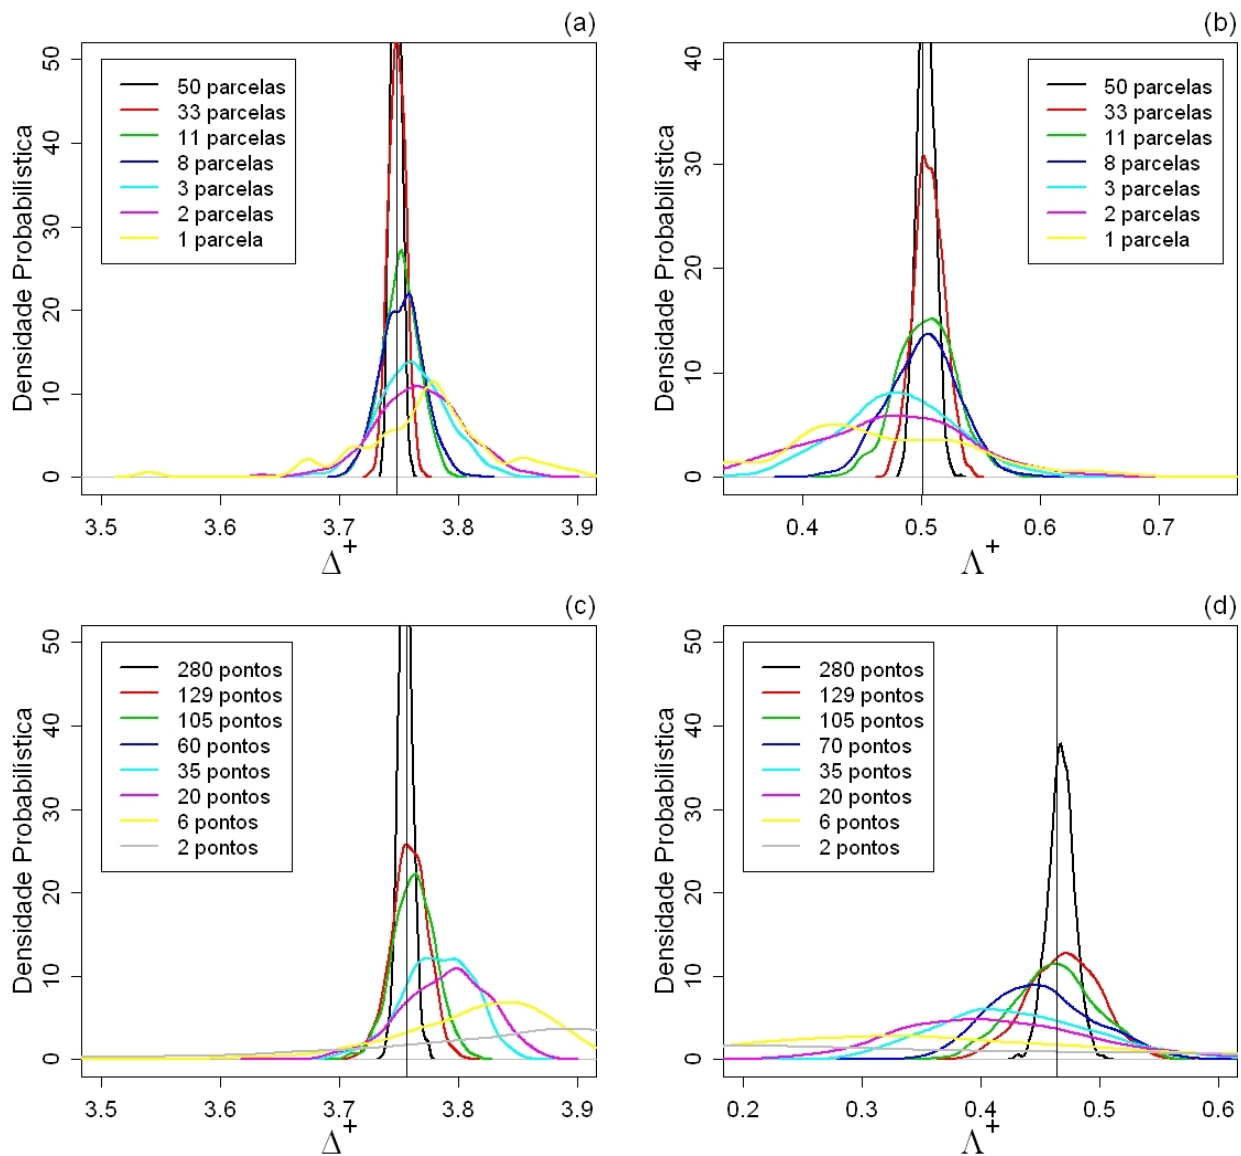 (a)
Densidade Probabilística
50
40
30
20
10
0
50 parcelas
33 parcelas
11 parcelas
8 parcelas
3 parcelas
2 parcelas
1 parcela
3.5 3.6 3.7 3.8 3.9
Δ+
(b)
Densidade Probabilística
40
30
20
10
0
50 parcelas
33 parcelas
11 parcelas
8 parcelas
3 parcelas
2 parcelas
1 parcela
0.4 0.5 0.6 0.7
Λ+
(c)
Densidade Probabilística
50
40
30
20
10
0
280 pontos
129 pontos
105 pontos
60 pontos
35 pontos
20 pontos
6 pontos
2 pontos
3.5 3.6 3.7 3.8 3.9
Δ+
(d)
Densidade Probabilística
50
40
30
20
10
0
280 pontos
129 pontos
105 pontos
70 pontos
35 pontos
20 pontos
6 pontos
2 pontos
0.2 0.3 0.4 0.5 0.6
Λ+